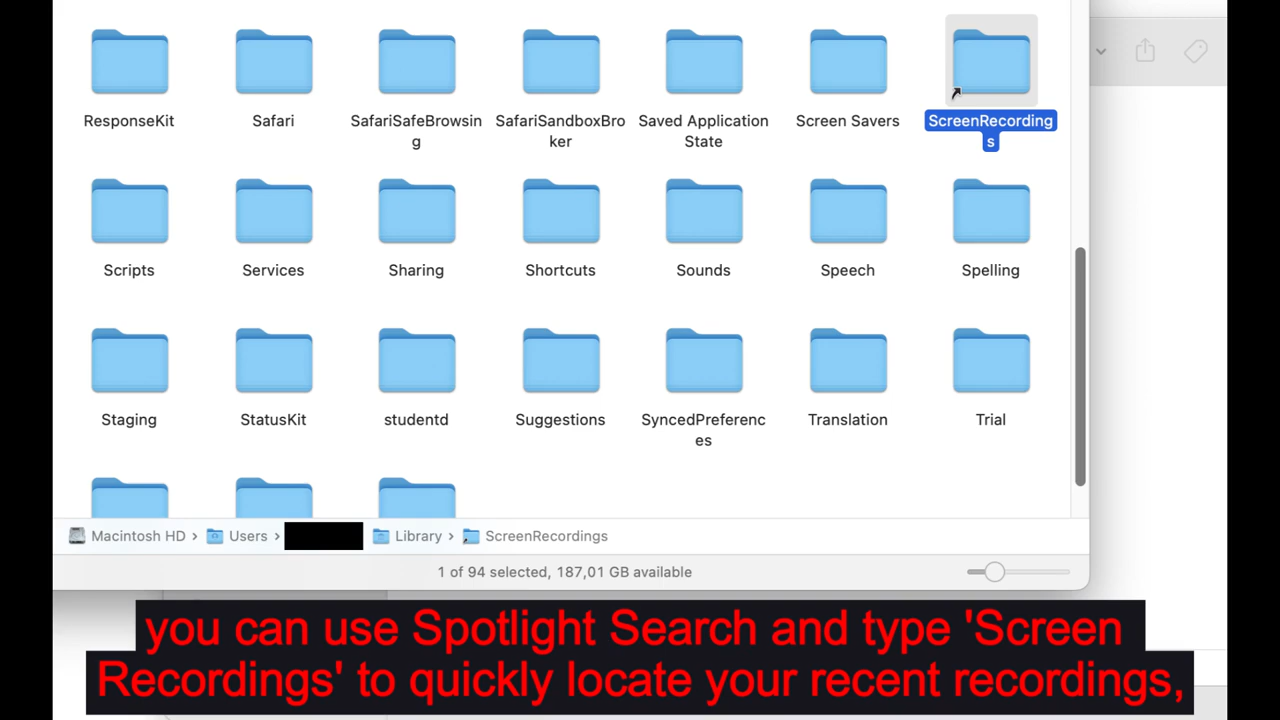 ResponseKit
Safari
SafariSafeBrowsin
g
SafariSandboxBro
ker
Saved Application
State
Screen Savers
ScreenRecording
s
Scripts
Services
Sharing
Shortcuts
Sounds
Speech
Spelling
Staging
StatusKit
studentd
Suggestions
SyncedPreferenc
es
Translation
Trial
Macintosh HD › Users › Library › ScreenRecordings
1 of 94 selected, 187,01 GB available
you can use Spotlight Search and type 'Screen
Recordings' to quickly locate your recent recordings,